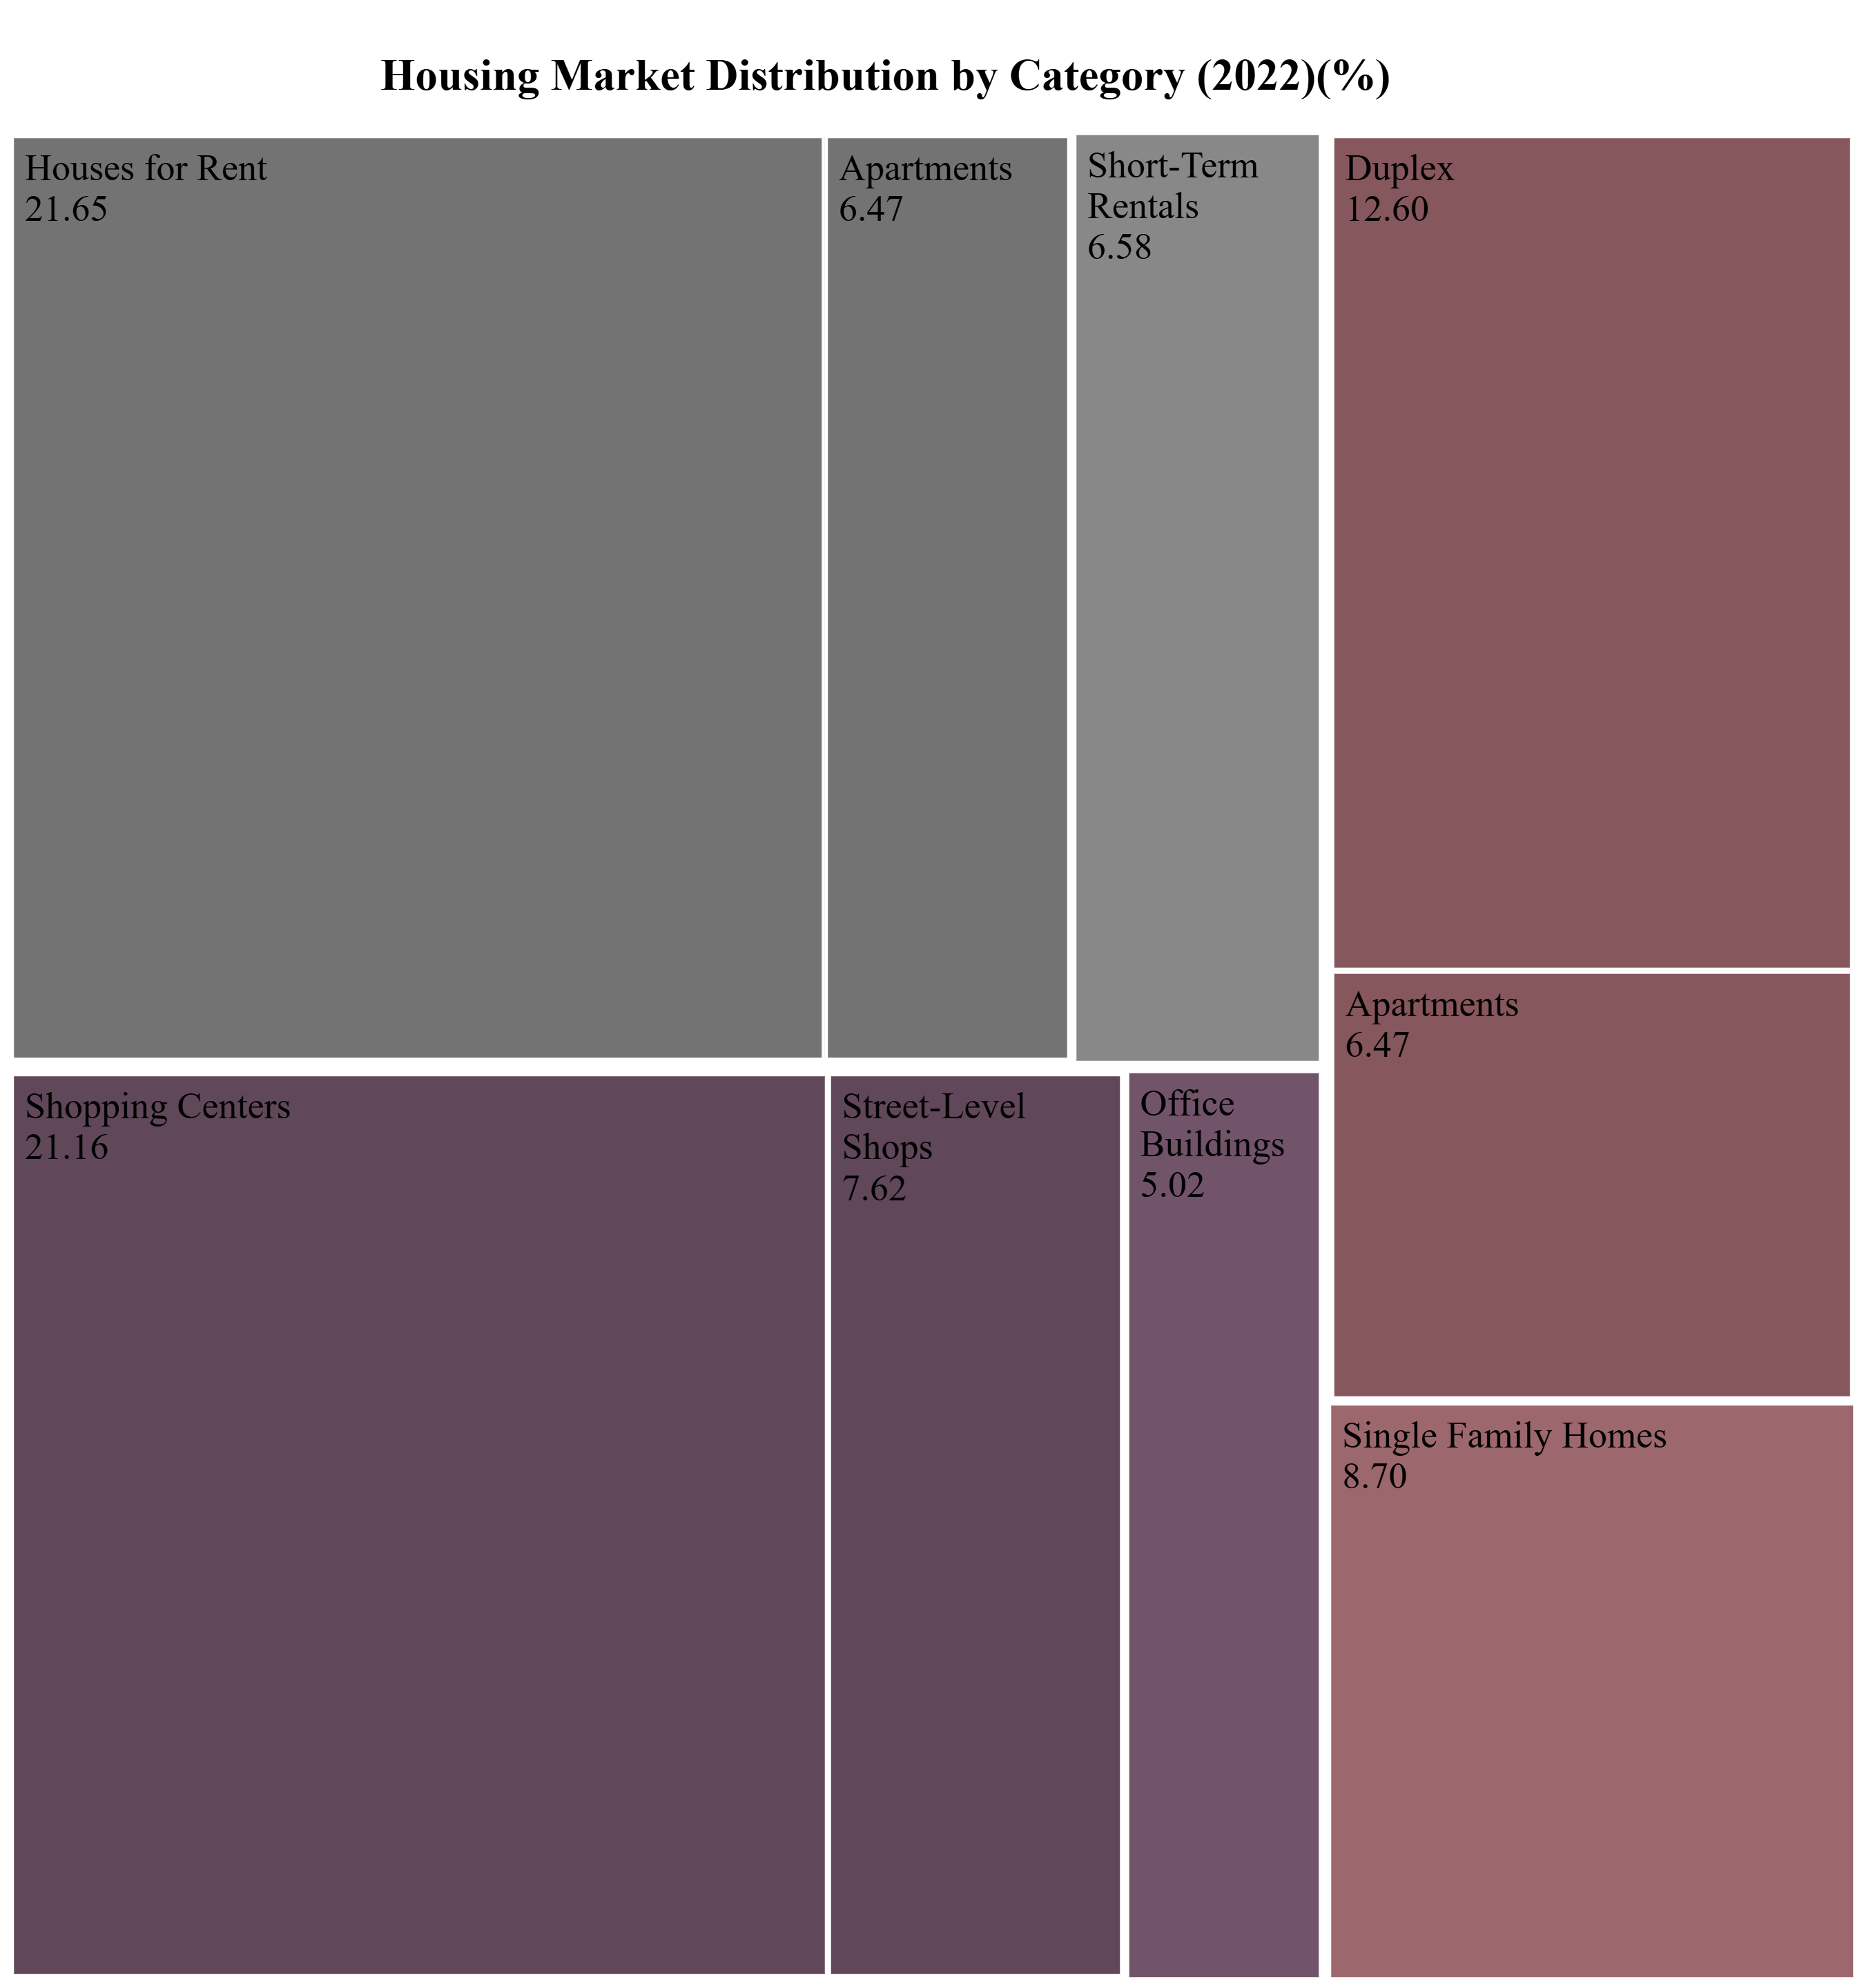 Housing Market Distribution by Category (2022)(%)
Houses for Rent
21.65
Apartments
6.47
Short-Term
Rentals
6.58
Duplex
12.60
Apartments
6.47
Shopping Centers
21.16
Street-Level
Shops
7.62
Office
Buildings
5.02
Single Family Homes
8.70